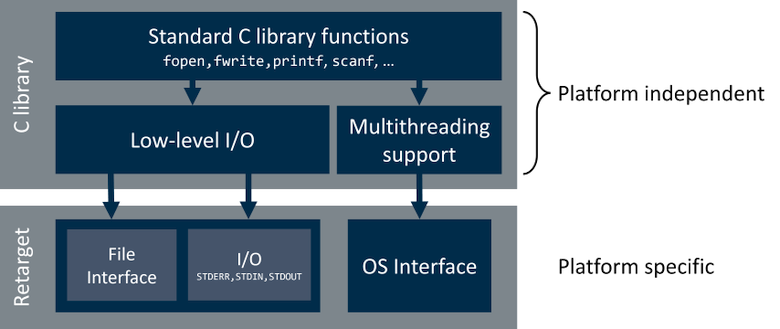 C library
Standard C library functions
fopen,fwrite,printf, scanf, ...
Low-level I/O
Multithreading
support
Platform independent
Retarget
File
Interface
I/O
STDERR,STDIN,STDOUT
OS Interface
Platform specific